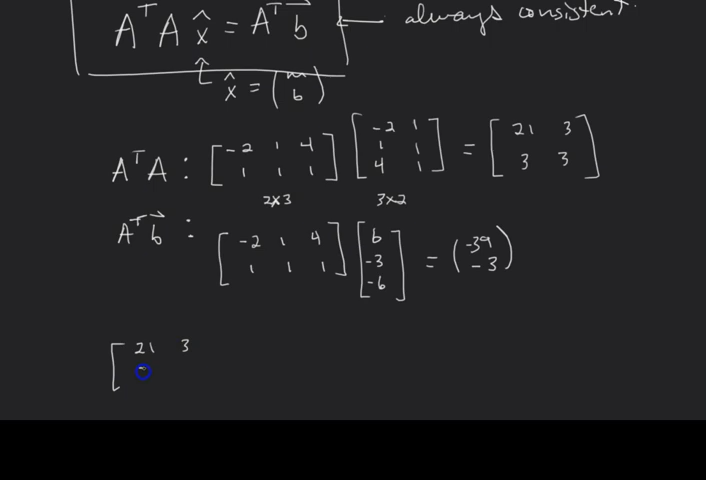 AᵀA x̂ = Aᵀb⃗ ← always consistent.
x̂ = (m b)
AᵀA : [-2 1 4; 1 1 1] [-2 1; 1 1; 4 1] = [21 3; 3 3]
2x3 3x2
Aᵀb⃗ : [-2 1 4; 1 1 1] [6; -3; -6] = (-39 -3)
[21 3